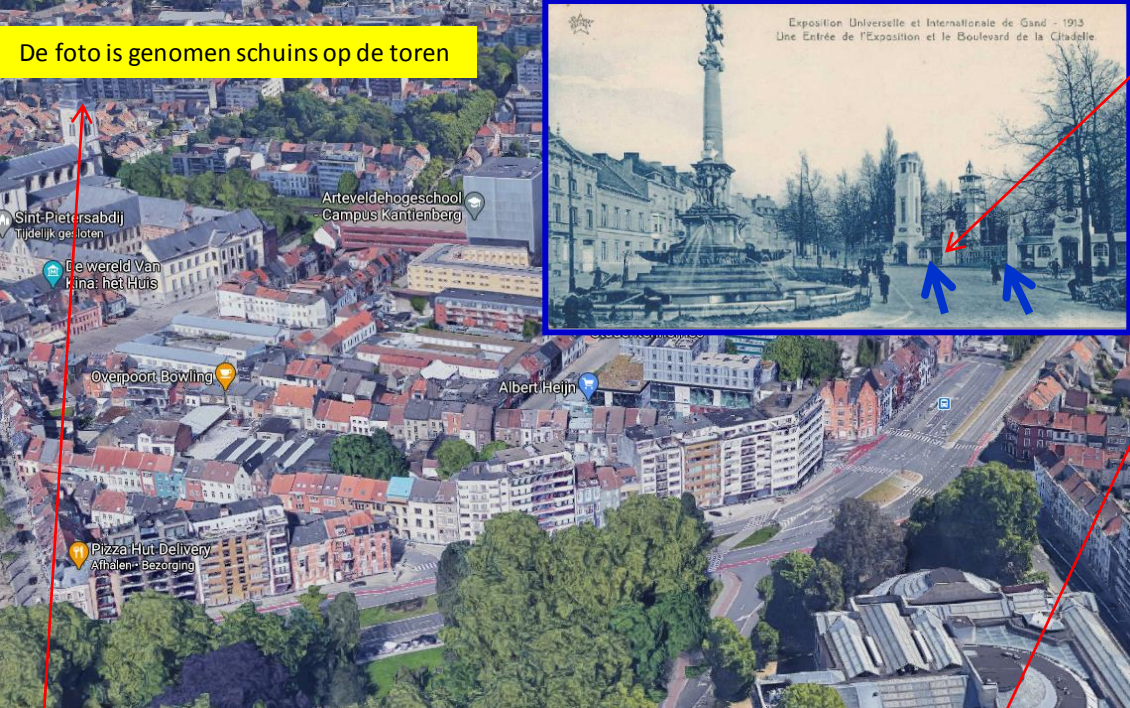 De foto is genomen schuins op de toren
Exposition Universelle et Internationale de Gand - 1913
Une Entrée de l'Exposition et le Boulevard de la Citadelle
Arteveldehogeschool
Campus Kantienberg
Sint-Pietersabdij
Tijdelijk gesloten
De wereld Van
Kina: het Huis
Overpoort Bowling
Albert Heijn
Pizza Hut Delivery
Afhalen • Bezorging